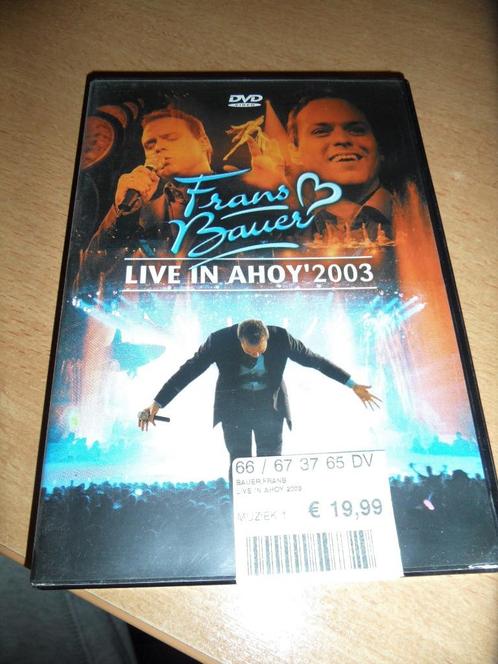 DVD
VIDEO
Frans
Bauer
LIVE IN AHOY'2003
66 / 67 37 65 DV
BAUER,FRANS
LIVE IN AHOY 2003
MUZIEK 1 € 19,99